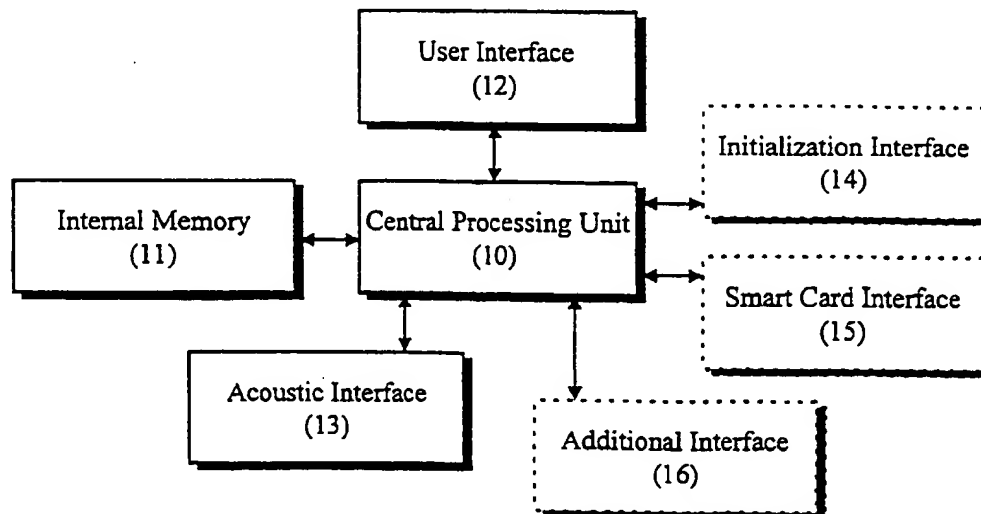 User Interface
(12)
Initialization Interface
(14)
Internal Memory
(11)
Central Processing Unit
(10)
Smart Card Interface
(15)
Acoustic Interface
(13)
Additional Interface
(16)